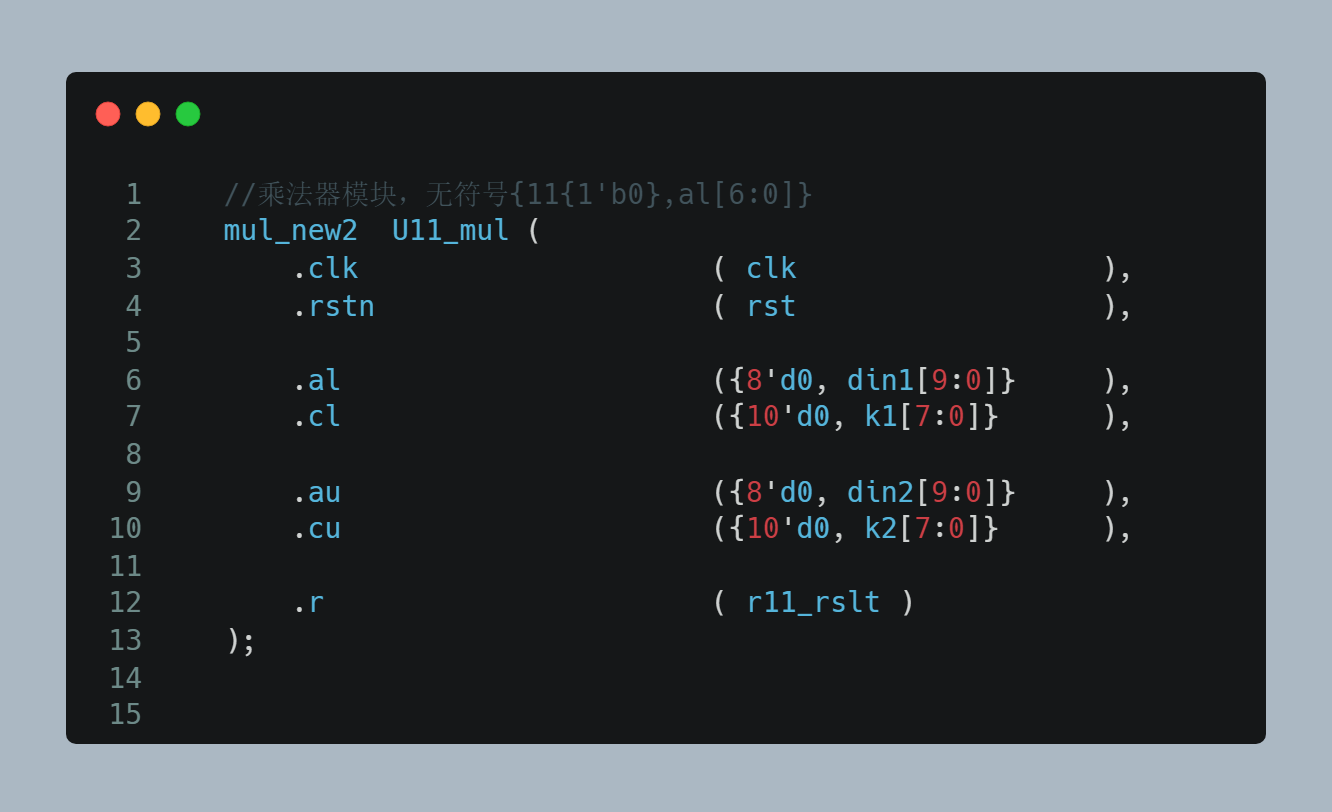 1 //乘法器模块，无符号{11{1'b0},al[6:0]}
2 mul_new2  U11_mul (
3     .clk                     ( clk                  ),
4     .rstn                    ( rst                  ),
5
6     .al                      ({8'd0, din1[9:0]}     ),
7     .cl                      ({10'd0, k1[7:0]}      ),
8
9     .au                      ({8'd0, din2[9:0]}     ),
10     .cu                      ({10'd0, k2[7:0]}      ),
11
12     .r                       ( r11_rslt )
13 );
14
15